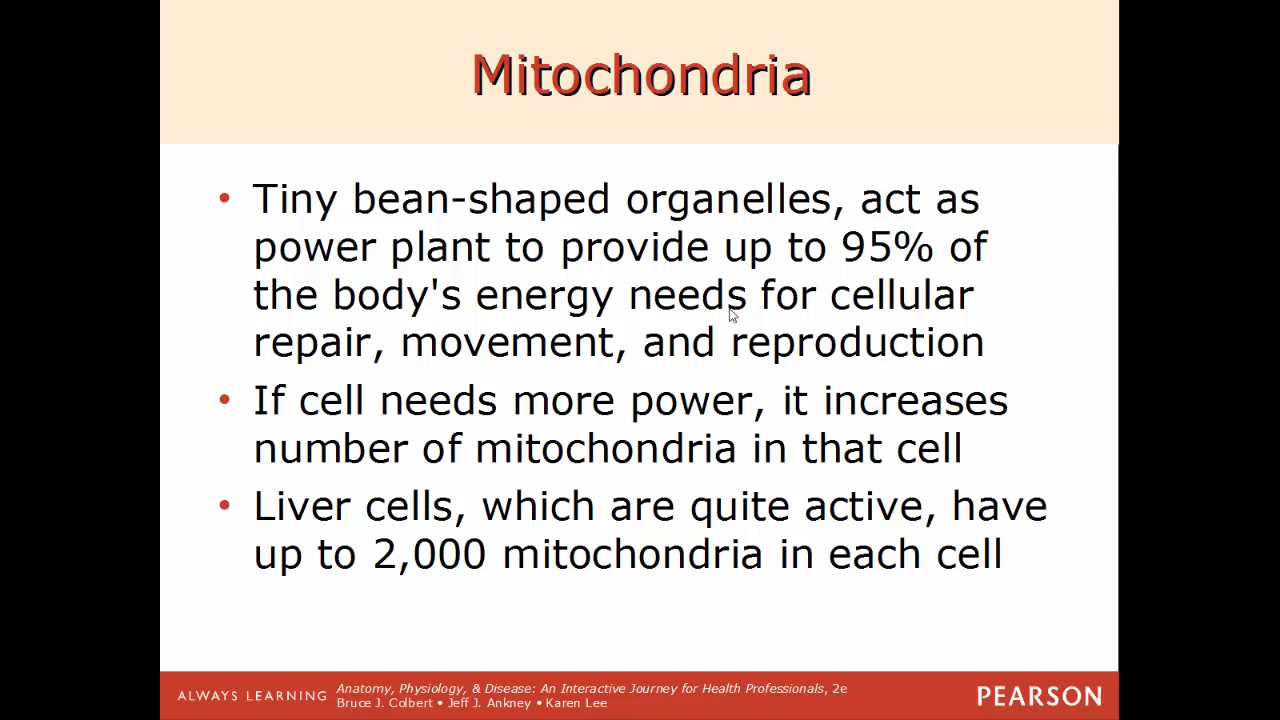 Mitochondria
• Tiny bean-shaped organelles, act as
power plant to provide up to 95% of
the body's energy needs for cellular
repair, movement, and reproduction
• If cell needs more power, it increases
number of mitochondria in that cell
• Liver cells, which are quite active, have
up to 2,000 mitochondria in each cell
ALWAYS LEARNING
Anatomy, Physiology, & Disease: An Interactive Journey for Health Professionals, 2e
Bruce J. Colbert • Jeff J. Ankney • Karen Lee
PEARSON